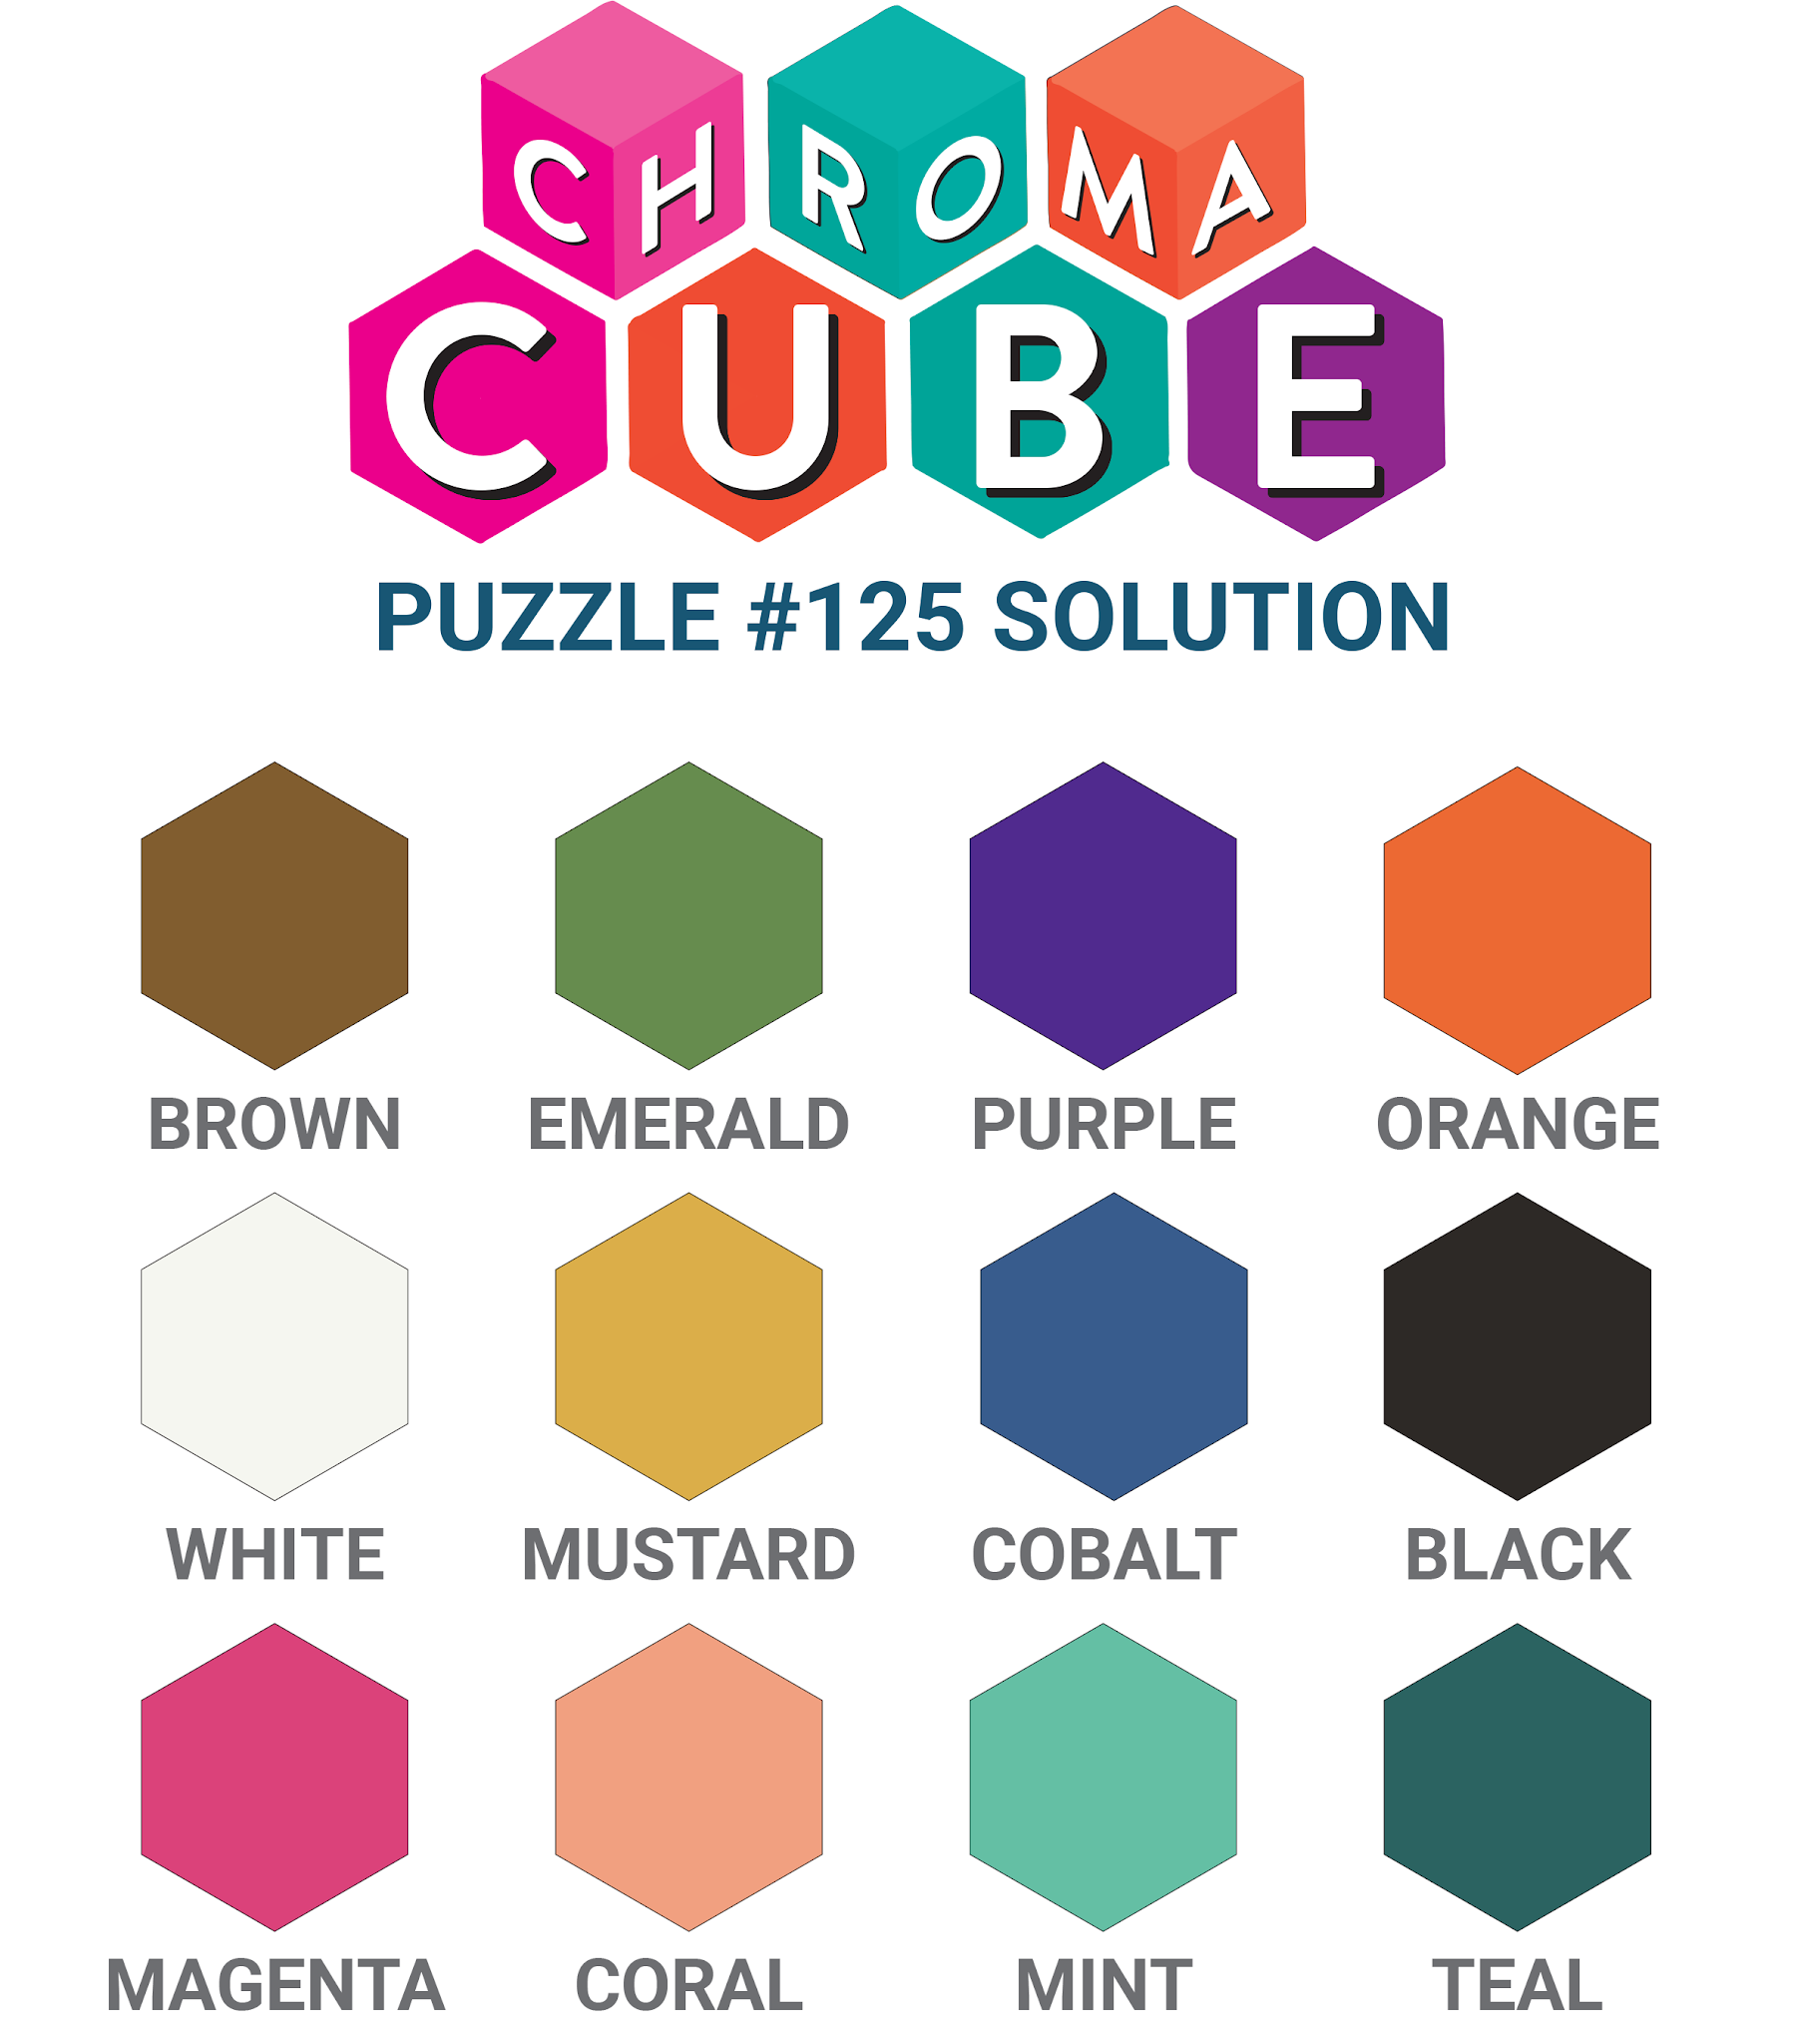 CHROMA
CUBE
PUZZLE #125 SOLUTION
BROWN EMERALD PURPLE ORANGE
WHITE MUSTARD COBALT BLACK
MAGENTA CORAL MINT TEAL